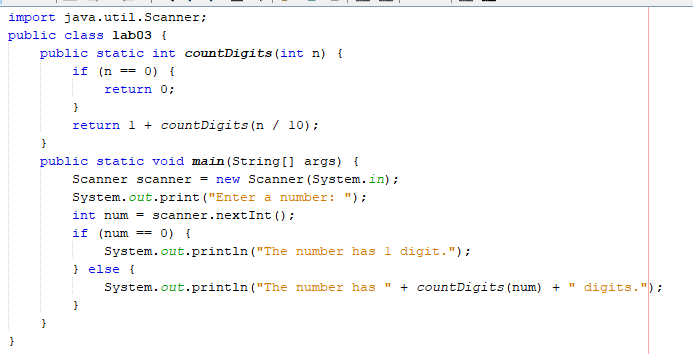 import java.util.Scanner;
public class lab03 {
    public static int countDigits(int n) {
        if (n == 0) {
            return 0;
        }
        return 1 + countDigits(n / 10);
    }
    public static void main(String[] args) {
        Scanner scanner = new Scanner(System.in);
        System.out.print("Enter a number: ");
        int num = scanner.nextInt();
        if (num == 0) {
            System.out.println("The number has 1 digit.");
        } else {
            System.out.println("The number has " + countDigits(num) + " digits.");
        }
    }
}